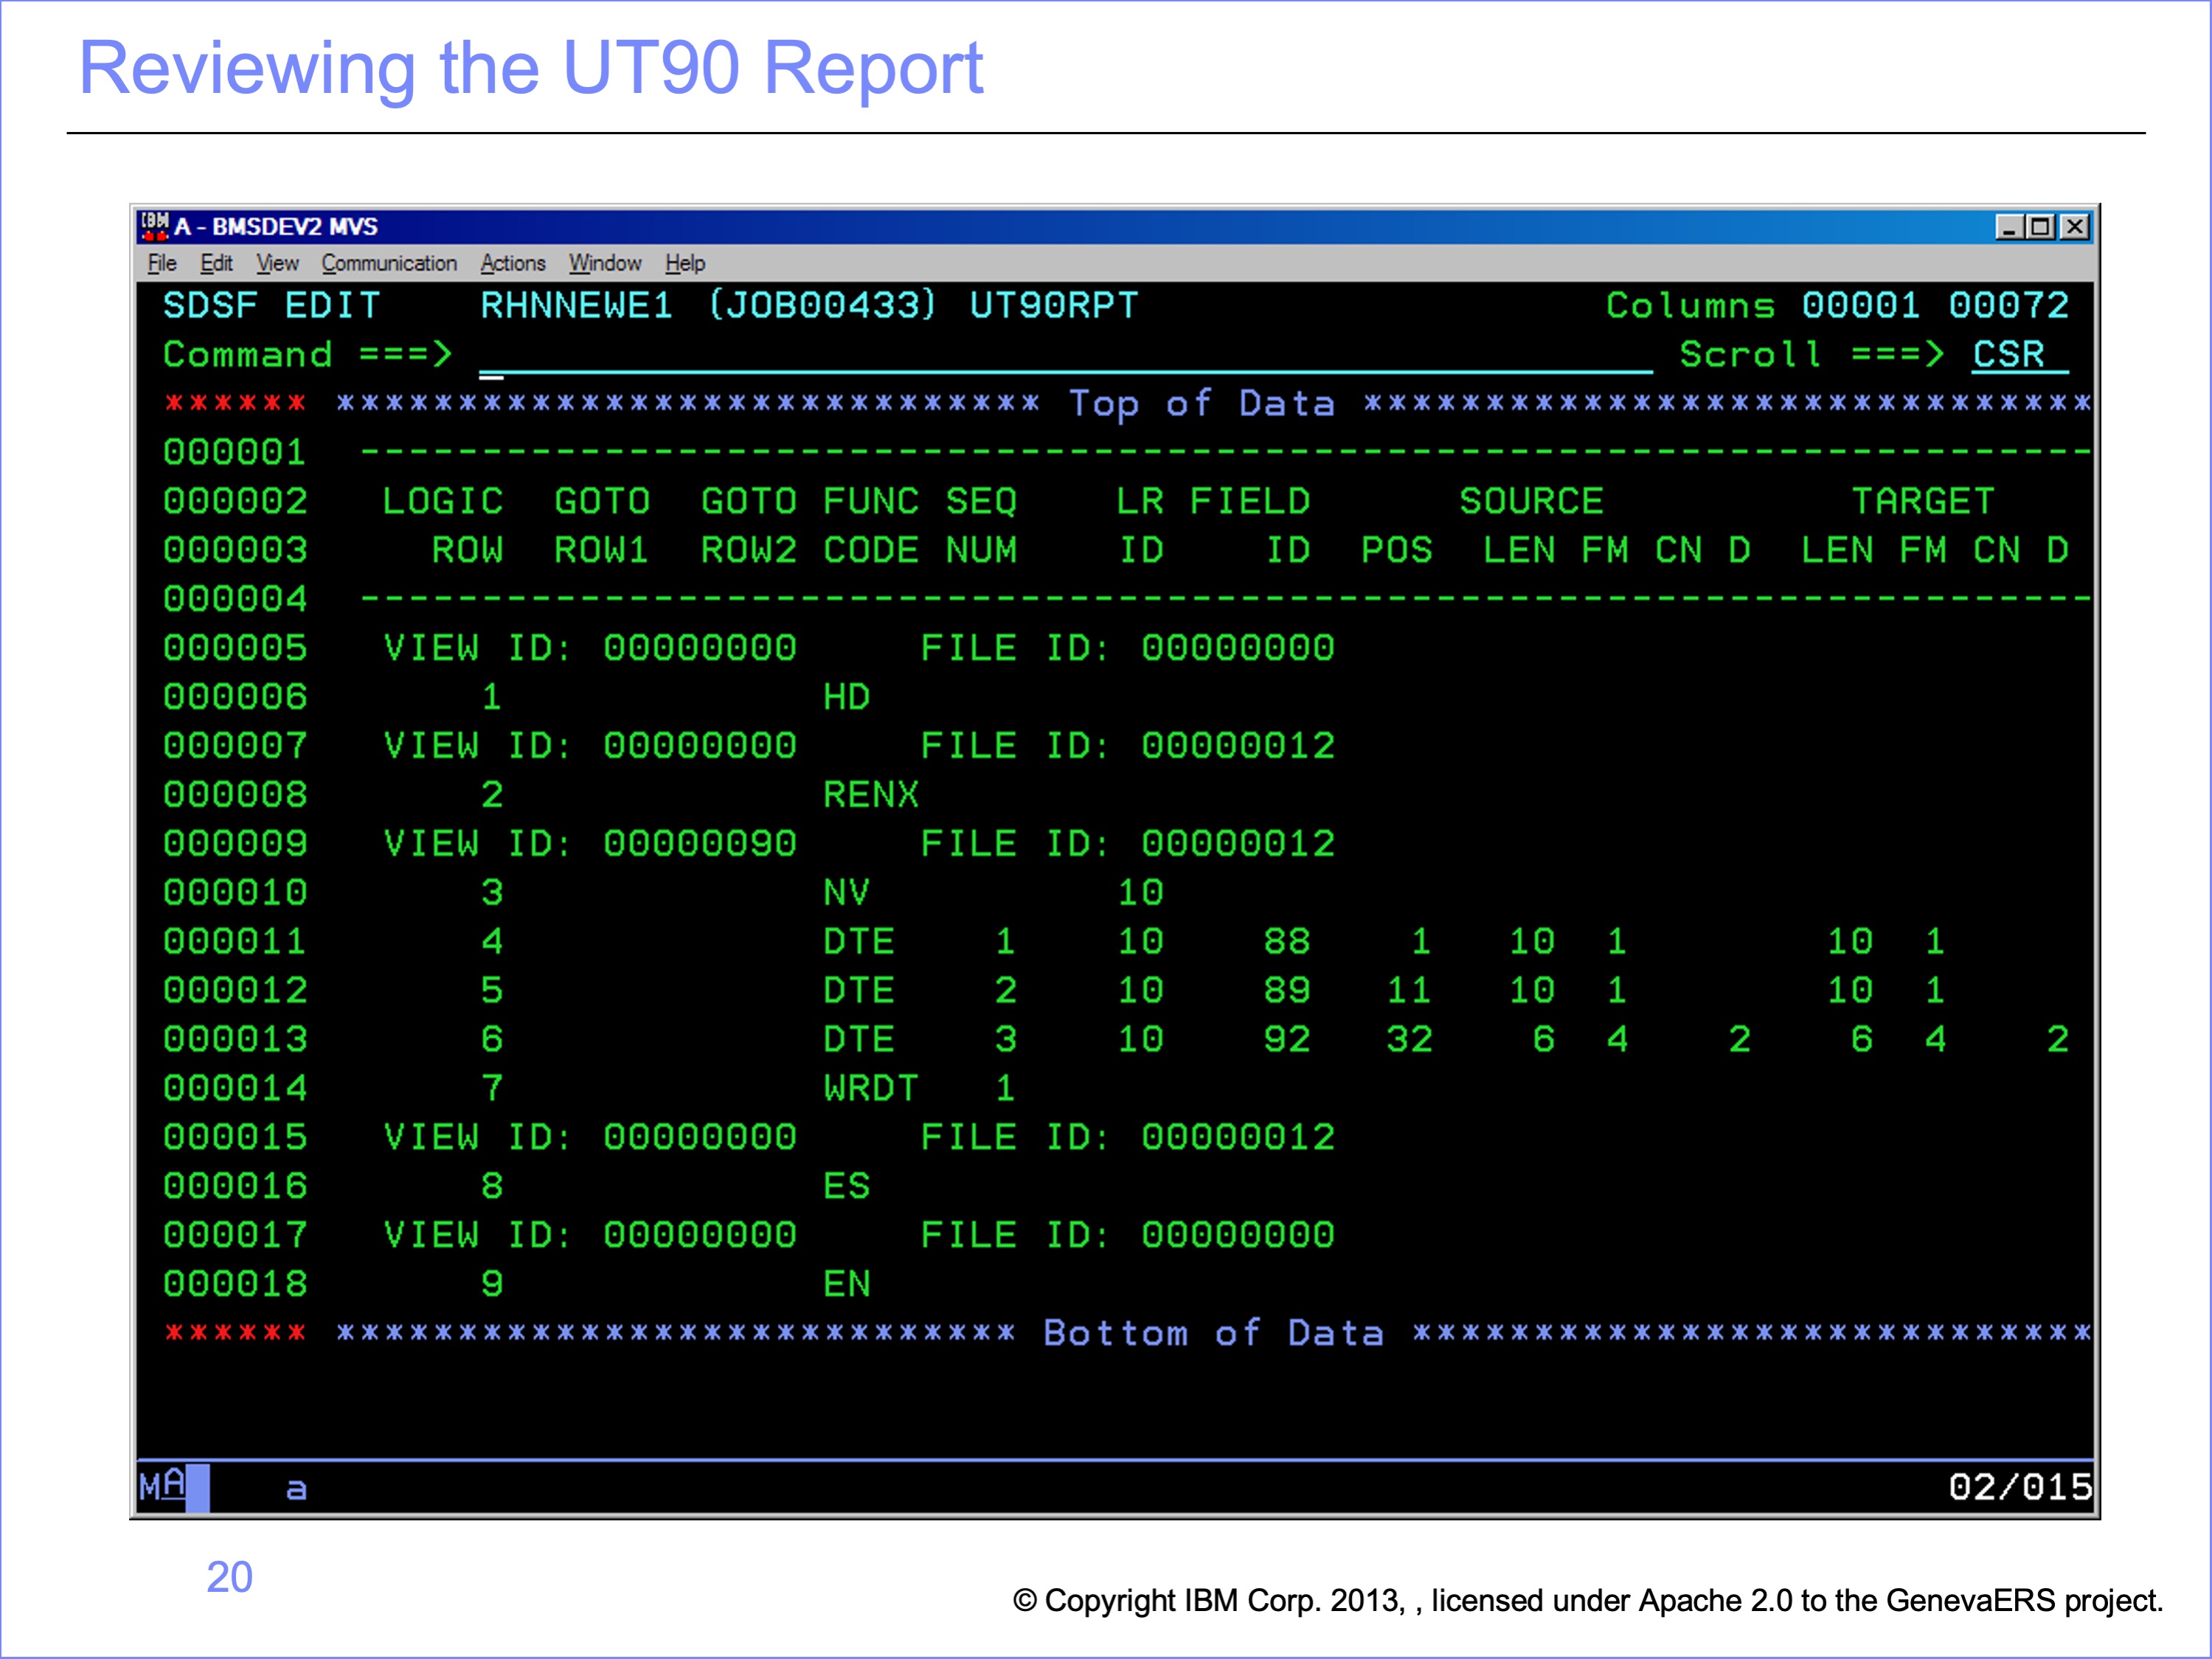 Reviewing the UT90 Report
IBM A - BMSDEV2 MVS
File Edit View Communication Actions Window Help
SDSF EDIT RHNNEWE1 (JOB00433) UT90RPT Columns 00001 00072
Command ===> Scroll ===> CSR
****** ***************************** Top of Data ******************************
000001 -----------------------------------------------------------------------
000002 LOGIC GOTO GOTO FUNC SEQ LR FIELD SOURCE TARGET
000003 ROW ROW1 ROW2 CODE NUM ID ID POS LEN FM CN D LEN FM CN D
000004 -----------------------------------------------------------------------
000005 VIEW ID: 00000000 FILE ID: 00000000
000006 1 HD
000007 VIEW ID: 00000000 FILE ID: 00000012
000008 2 RENX
000009 VIEW ID: 00000090 FILE ID: 00000012
000010 3 NV 10
000011 4 DTE 1 10 88 1 10 1 10 1
000012 5 DTE 2 10 89 11 10 1 10 1
000013 6 DTE 3 10 92 32 6 4 2 6 4 2
000014 7 WRDT 1
000015 VIEW ID: 00000000 FILE ID: 00000012
000016 8 ES
000017 VIEW ID: 00000000 FILE ID: 00000000
000018 9 EN
****** **************************** Bottom of Data ****************************
MA a 02/015
20
© Copyright IBM Corp. 2013, , licensed under Apache 2.0 to the GenevaERS project.